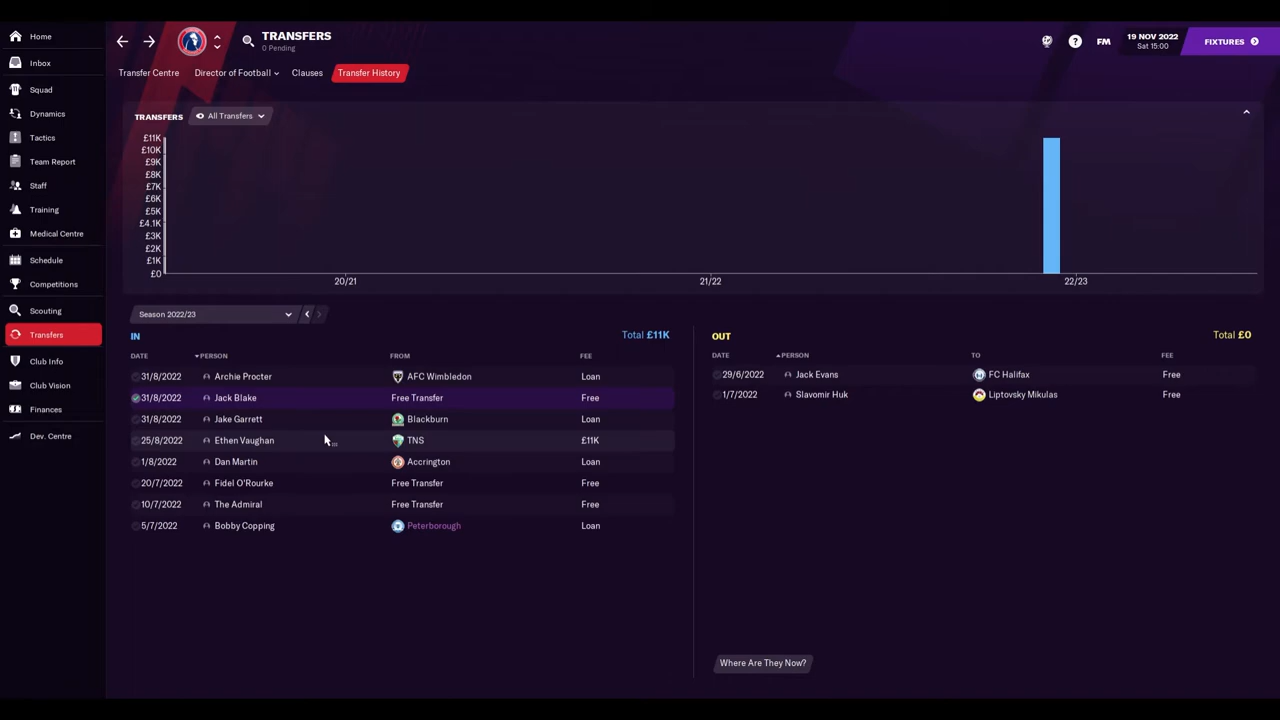 Home
Inbox
Squad
Dynamics
Tactics
Team Report
Staff
Training
Medical Centre
Schedule
Competitions
Scouting
Transfers
Club Info
Club Vision
Finances
Dev. Centre
TRANSFERS
0 Pending
? FM 19 NOV 2022 FIXTURES
Sat 15:00
Transfer Centre Director of Football Clauses Transfer History
TRANSFERS All Transfers
£11K
£10K
£9K
£8K
£7K
£6K
£5K
£4.1K
£3K
£2K
£1K
£0
20/21 21/22 22/23
Season 2022/23
IN Total £11K
DATE PERSON FROM FEE
31/8/2022 Archie Procter AFC Wimbledon Loan
31/8/2022 Jack Blake Free Transfer Free
31/8/2022 Jake Garrett Blackburn Loan
25/8/2022 Ethen Vaughan TNS £11K
1/8/2022 Dan Martin Accrington Loan
20/7/2022 Fidel O'Rourke Free Transfer Free
10/7/2022 The Admiral Free Transfer Free
5/7/2022 Bobby Copping Peterborough Loan
OUT Total £0
DATE PERSON TO FEE
29/6/2022 Jack Evans FC Halifax Free
1/7/2022 Slavomir Huk Liptovsky Mikulas Free
Where Are They Now?